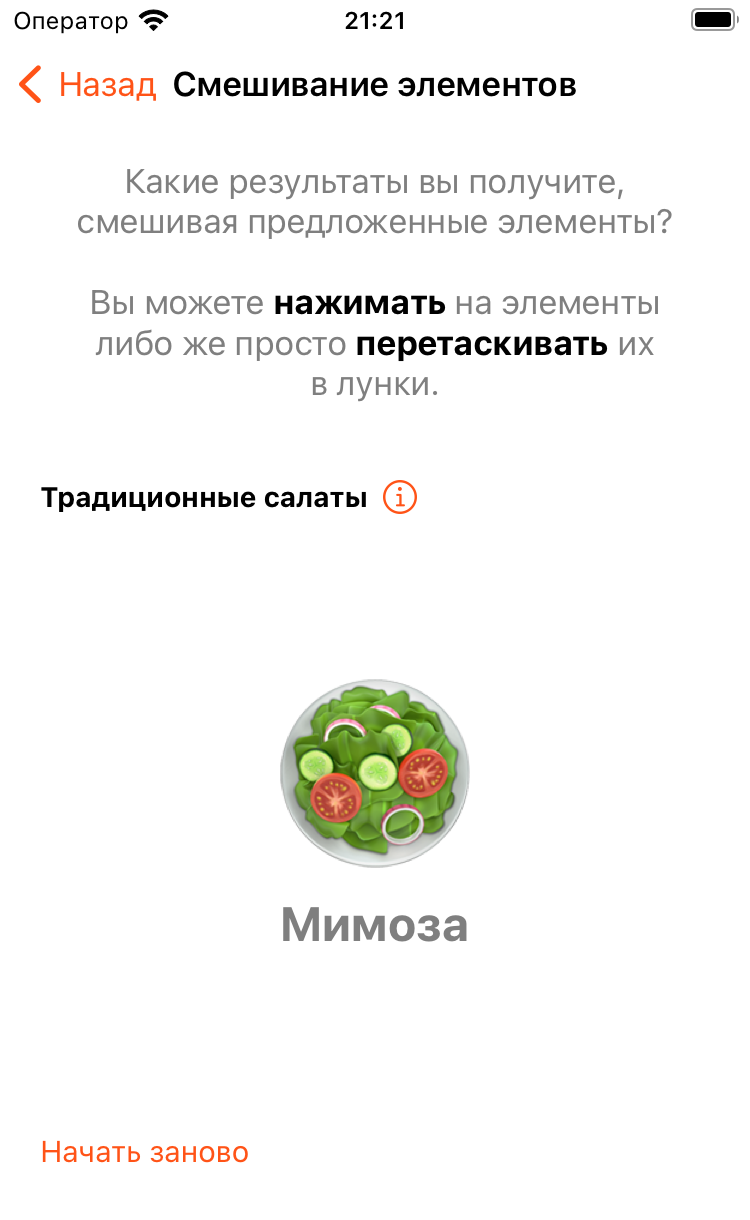 Оператор 21:21
Назад Смешивание элементов
Какие результаты вы получите,
смешивая предложенные элементы?
Вы можете нажимать на элементы
либо же просто перетаскивать их
в лунки.
Традиционные салаты
Мимоза
Начать заново